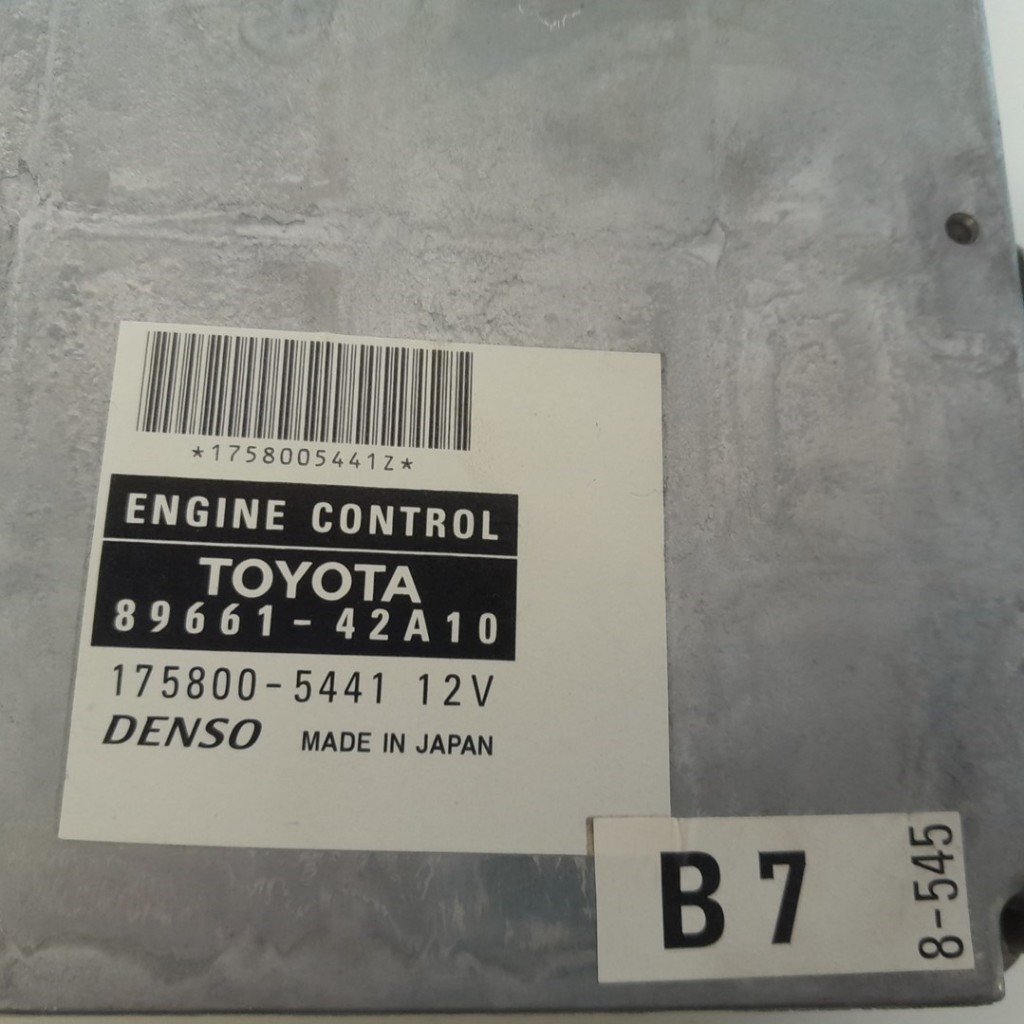 *1758005441Z*
ENGINE CONTROL
TOYOTA
89661-42A10
175800-5441 12V
DENSO MADE IN JAPAN
B7
8-545